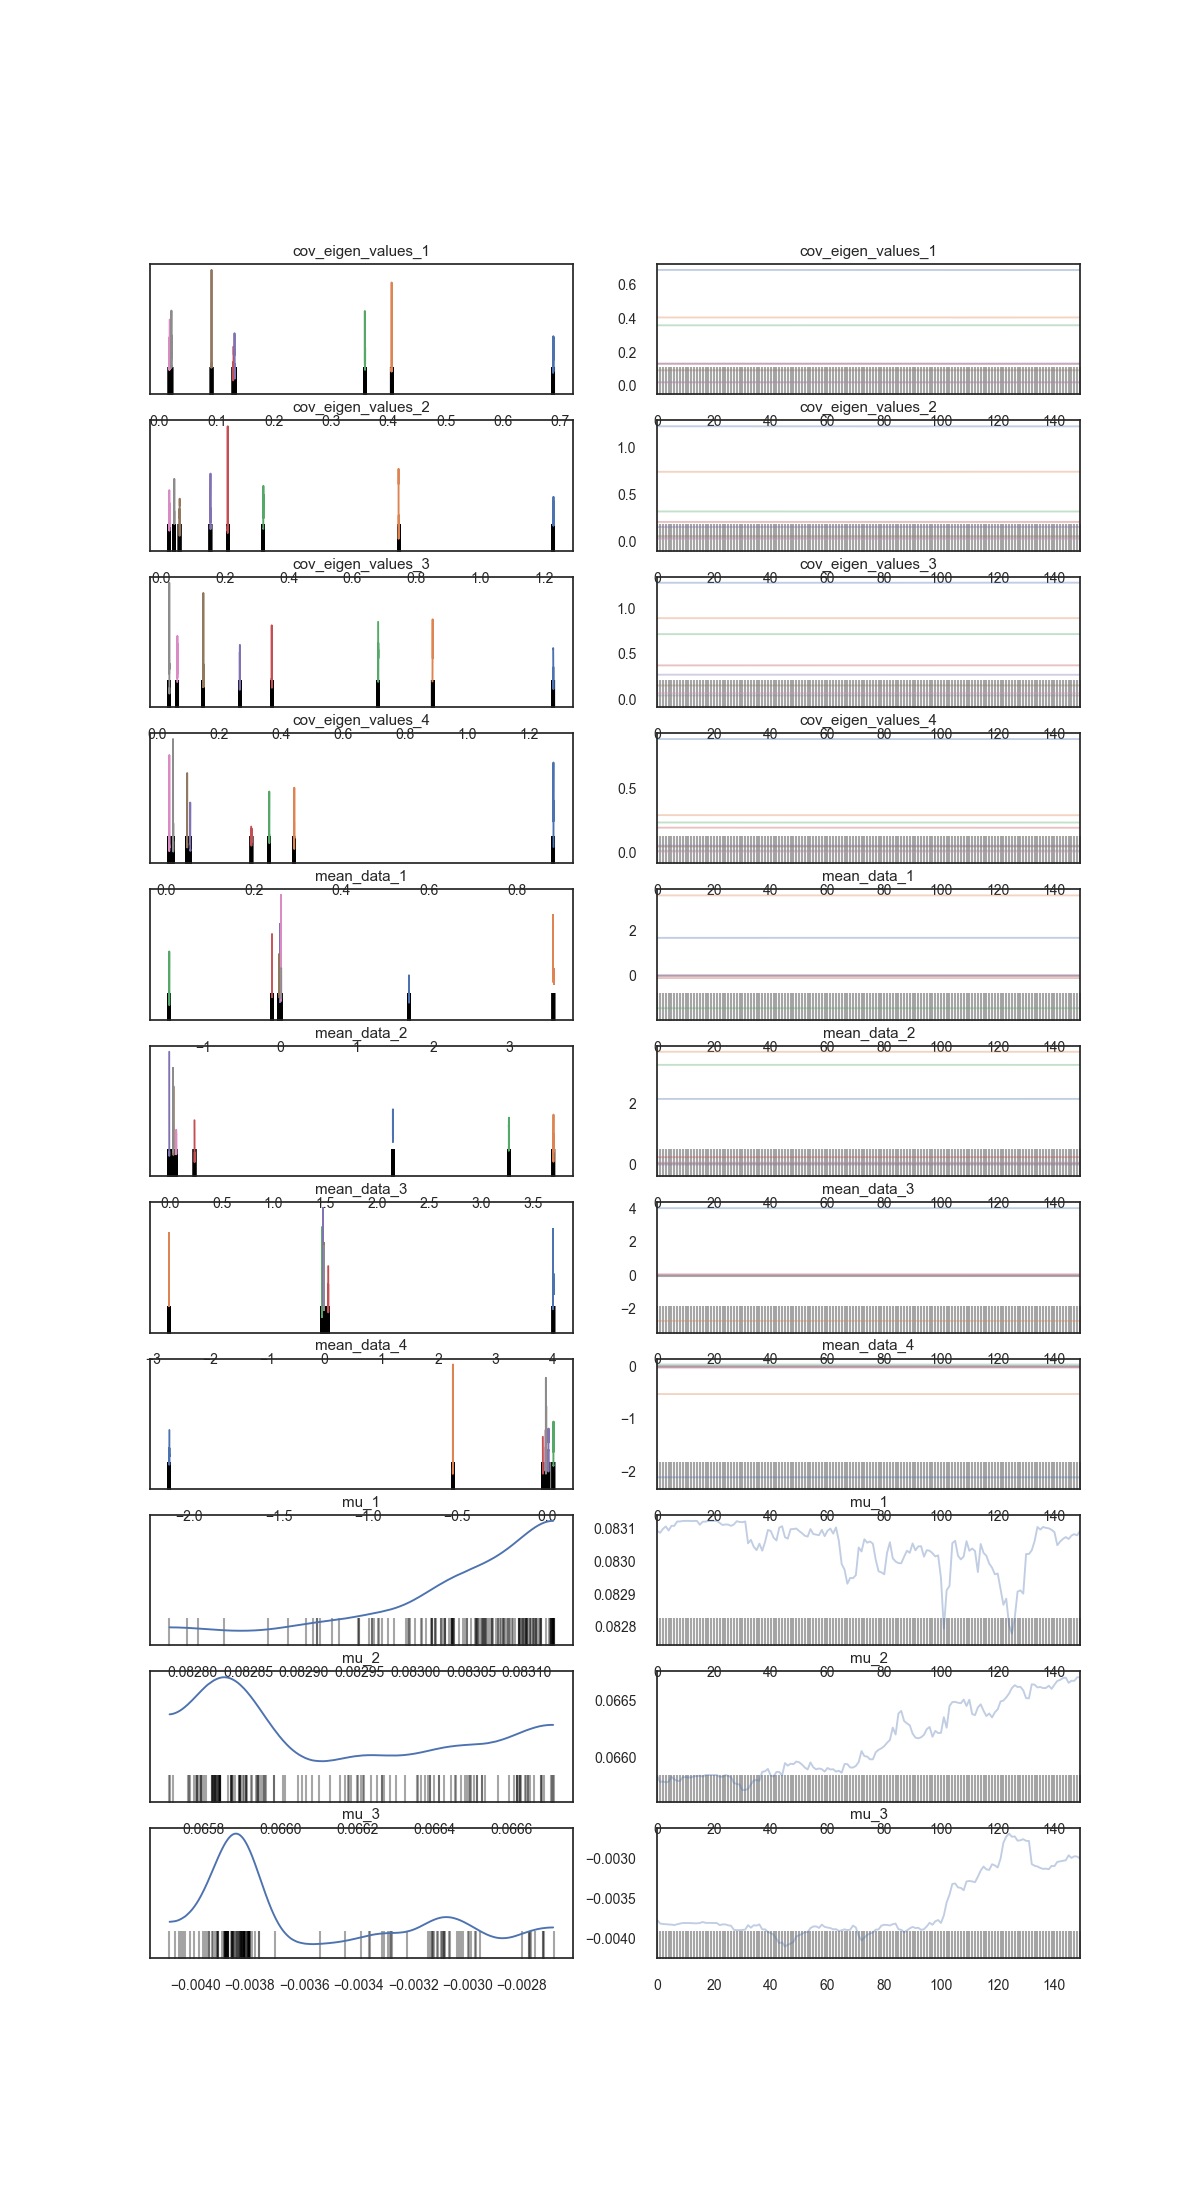 cov_eigen_values_1 cov_eigen_values_1
0.6
0.4
0.2
0.0
cov_eigen_values_2 cov_eigen_values_2
0.0 0.1 0.2 0.3 0.4 0.5 0.6 0.7 0 20 40 60 80 100 120 140
1.0
0.5
0.0
cov_eigen_values_3 cov_eigen_values_3
0.0 0.2 0.4 0.6 0.8 1.0 1.2 0 20 40 60 80 100 120 140
1.0
0.5
0.0
cov_eigen_values_4 cov_eigen_values_4
0.0 0.2 0.4 0.6 0.8 1.0 1.2 0 20 40 60 80 100 120 140
0.5
0.0
mean_data_1 mean_data_1
0.0 0.2 0.4 0.6 0.8 0 20 40 60 80 100 120 140
2
0
mean_data_2 mean_data_2
−1 0 1 2 3 0 20 40 60 80 100 120 140
2
0
mean_data_3 mean_data_3
0.0 0.5 1.0 1.5 2.0 2.5 3.0 3.5 0 20 40 60 80 100 120 140
4
2
0
−2
mean_data_4 mean_data_4
−3 −2 −1 0 1 2 3 4 0 20 40 60 80 100 120 140
0
−1
−2
mu_1 mu_1
−2.0 −1.5 −1.0 −0.5 0.0 0 20 40 60 80 100 120 140
0.0831
0.0830
0.0829
0.0828
mu_2 mu_2
0.08280 0.08285 0.08290 0.08295 0.08300 0.08305 0.08310 0 20 40 60 80 100 120 140
0.0665
0.0660
mu_3 mu_3
0.0658 0.0660 0.0662 0.0664 0.0666 0 20 40 60 80 100 120 140
−0.0030
−0.0035
−0.0040
−0.0040 −0.0038 −0.0036 −0.0034 −0.0032 −0.0030 −0.0028 0 20 40 60 80 100 120 140